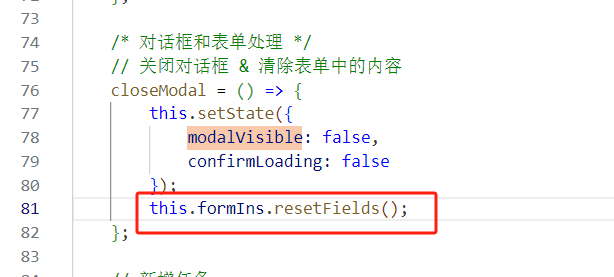 73
74 /* 对话框和表单处理 */
75 // 关闭对话框 & 清除表单中的内容
76 closeModal = () => {
77 this.setState({
78 modalVisible: false,
79 confirmLoading: false
80 });
81 this.formIns.resetFields();
82 };
83